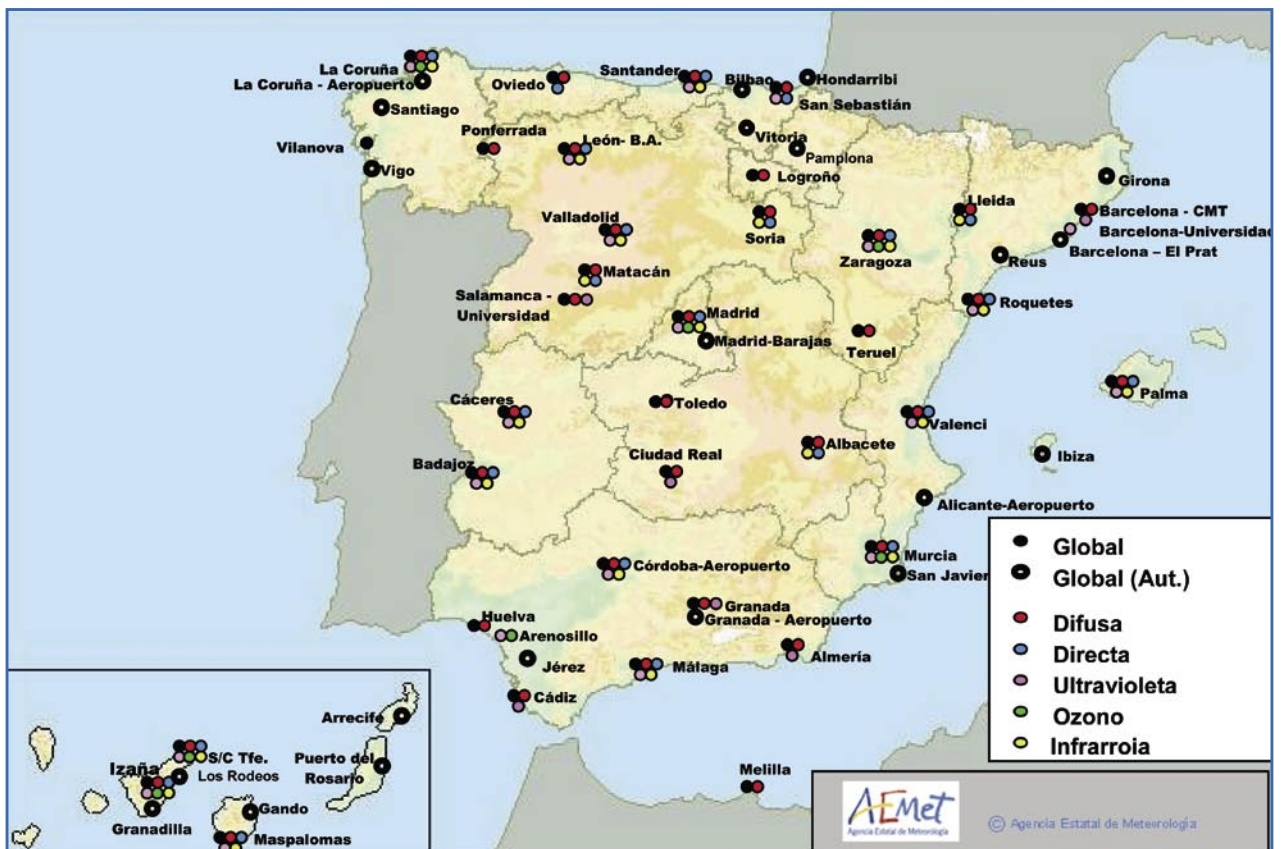 La Coruña
La Coruña - Aeropuerto
Santiago
Vilanova
Vigo
Oviedo
Ponferrada
León- B.A.
Santander
Bilbao
Hondarribi
San Sebastián
Vitoria
Pamplona
Logroño
Girona
Lleida
Barcelona - CMT
Barcelona-Universidad
Barcelona – El Prat
Reus
Roquetes
Valladolid
Soria
Zaragoza
Matacán
Salamanca -
Universidad
Madrid
Madrid-Barajas
Teruel
Palma
Cáceres
Toledo
Valenci
Ciudad Real
Albacete
Badajoz
Ibiza
Alicante-Aeropuerto
Murcia
San Javier
Córdoba-Aeropuerto
Granada
Granada - Aeropuerto
Huelva
Arenosillo
Jérez
Málaga
Almería
Cádiz
Melilla
Arrecife
S/C Tfe.
Izaña
Los Rodeos
Puerto del
Rosario
Granadilla
Gando
Maspalomas
Global
Global (Aut.)
Difusa
Directa
Ultravioleta
Ozono
Infrarroia
AEMet
Agencia Estatal de Meteorología
© Agencia Estatal de Meteorología